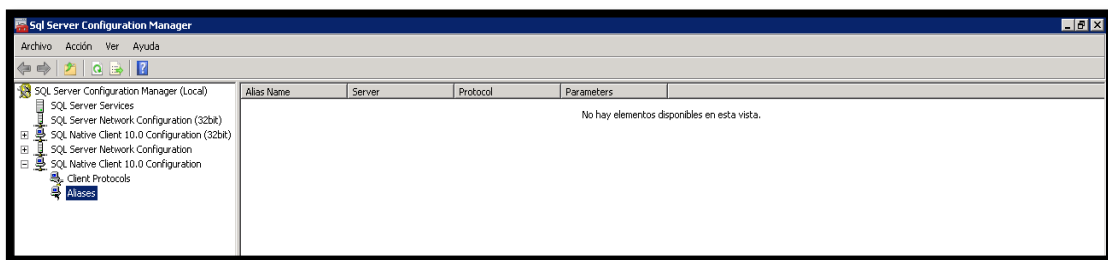 Sql Server Configuration Manager
Archivo Acción Ver Ayuda
SQL Server Configuration Manager (Local)
SQL Server Services
SQL Server Network Configuration (32bit)
SQL Native Client 10.0 Configuration (32bit)
SQL Server Network Configuration
SQL Native Client 10.0 Configuration
Client Protocols
Aliases
Alias Name Server Protocol Parameters
No hay elementos disponibles en esta vista.